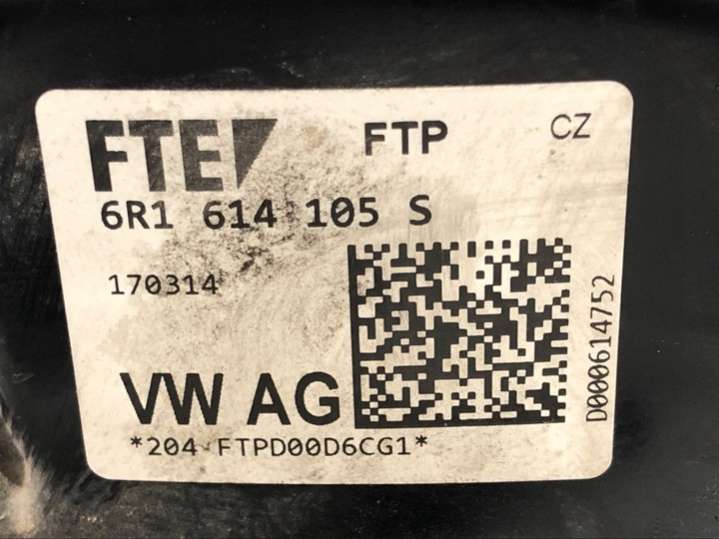 FTE FTP CZ
6R1 614 105 S
170314
D000614752
VW AG
*204 FTPD00D6CG1*